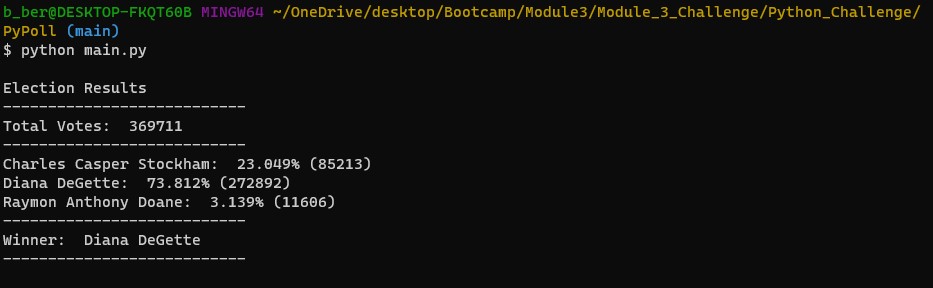 b_ber@DESKTOP-FKQT60B MINGW64 ~/OneDrive/desktop/Bootcamp/Module3/Module_3_Challenge/Python_Challenge/
PyPoll (main)
$ python main.py
Election Results
---------------------------
Total Votes:  369711
---------------------------
Charles Casper Stockham:  23.049% (85213)
Diana DeGette:  73.812% (272892)
Raymon Anthony Doane:  3.139% (11606)
---------------------------
Winner:  Diana DeGette
---------------------------